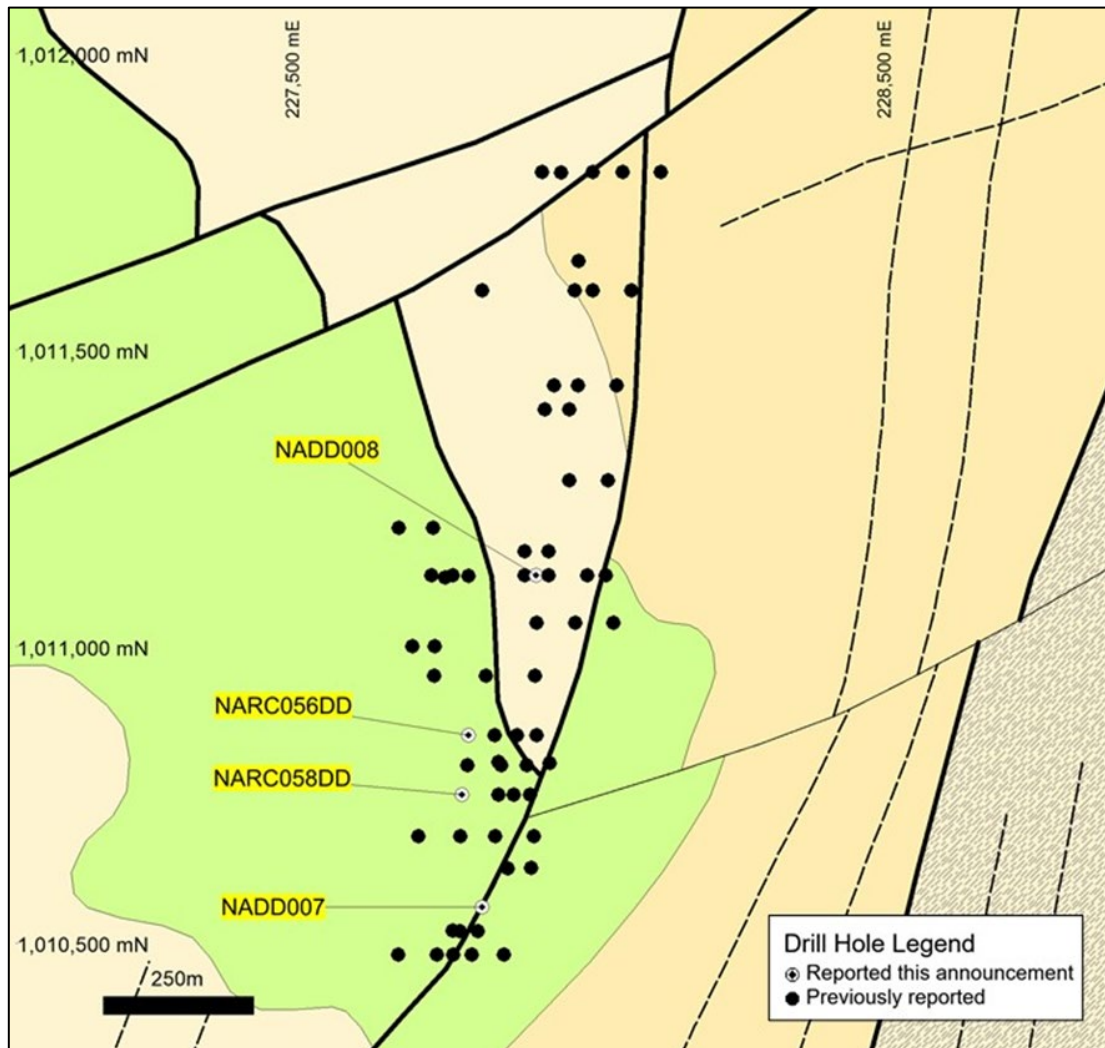 1,012,000 mN
227,500 mE
228,500 mE
1,011,500 mN
NADD008
1,011,000 mN
NARC056DD
NARC058DD
NADD007
1,010,500 mN
250m
Drill Hole Legend
Reported this announcement
Previously reported